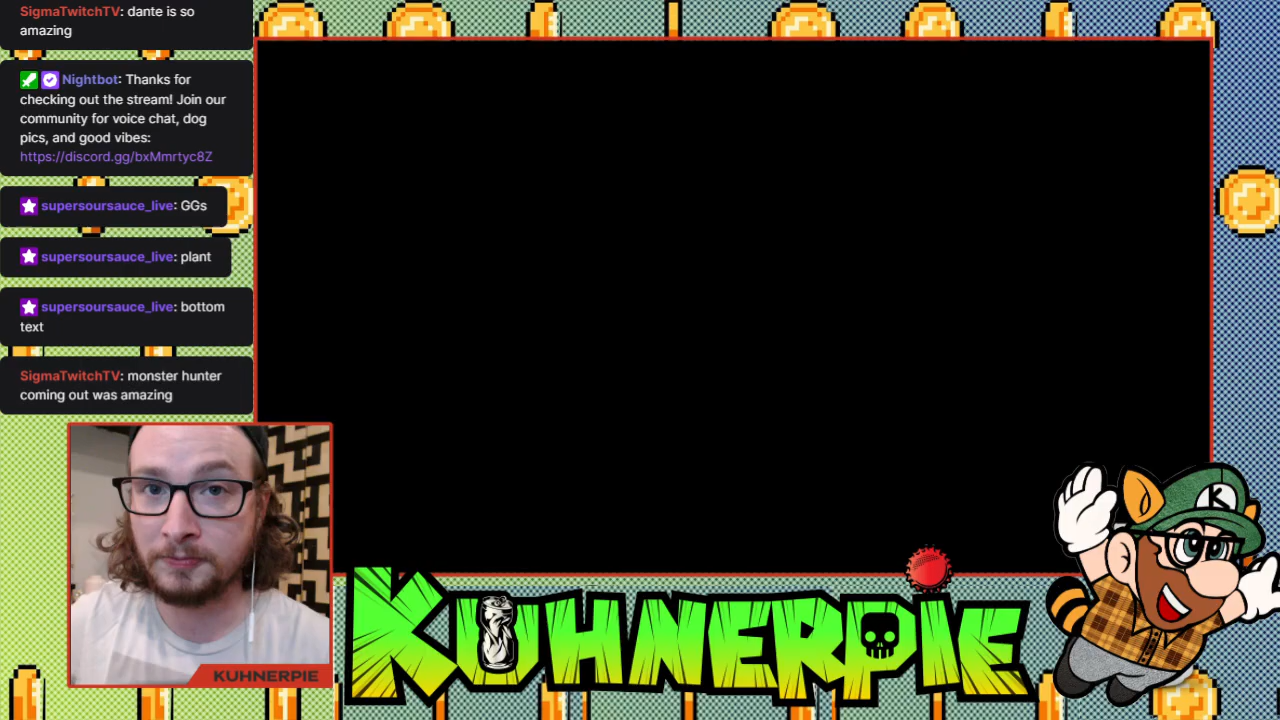 SigmaTwitchTV: dante is so
amazing
Nightbot: Thanks for
checking out the stream! Join our
community for voice chat, dog
pics, and good vibes:
https://discord.gg/bxMmrtyc8Z
supersoursauce_live: GGs
supersoursauce_live: plant
supersoursauce_live: bottom
text
SigmaTwitchTV: monster hunter
coming out was amazing
KUHNERPIE
KUHNERPIE
K